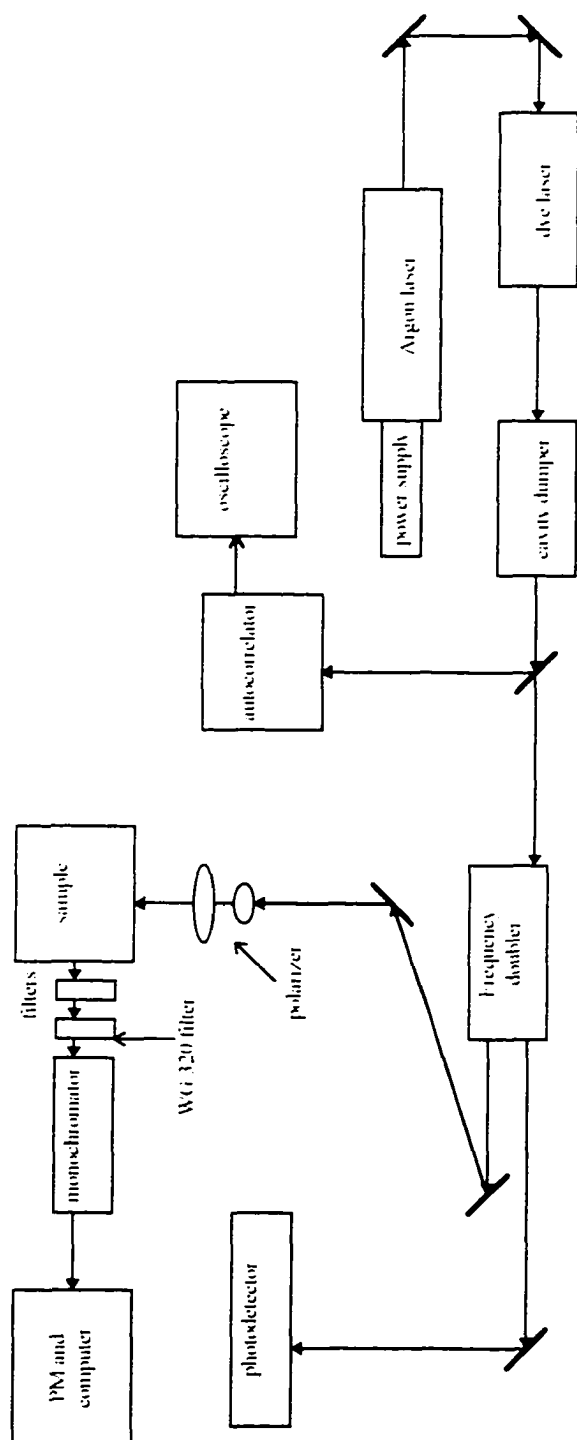 PM and
computer
monochromator
WG 320 filter
filters
sample
polarizer
photodetector
Frequency
doubler
autocorrelator
oscilloscope
power supply
Argon laser
cavity dumper
dye laser